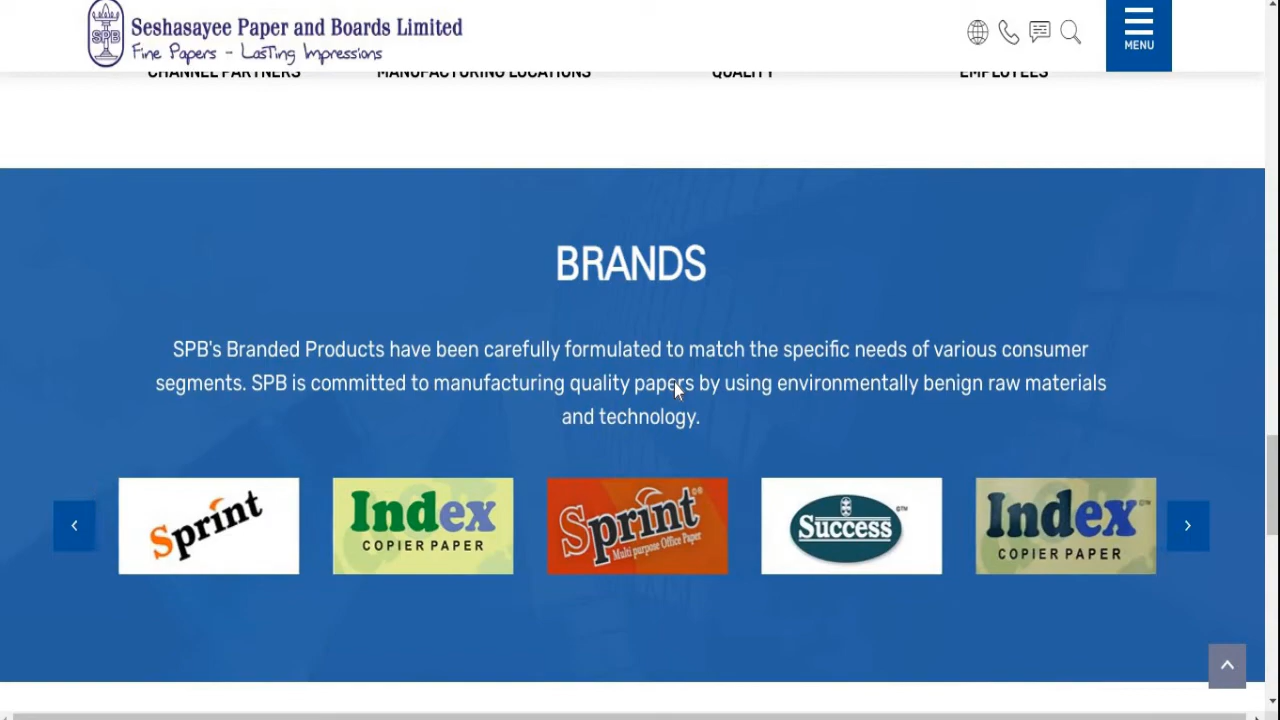 Seshasayee Paper and Boards Limited
SPB
Fine Papers - Lasting Impressions
MENU
CHANNEL PARTNERS MANUFACTURING LOCATIONS QUALITY EMPLOYEES
BRANDS
SPB's Branded Products have been carefully formulated to match the specific needs of various consumer
segments. SPB is committed to manufacturing quality papers by using environmentally benign raw materials
and technology.
Sprint
Index
COPIER PAPER
Sprint
Multi purpose Office Paper
Success
Index
COPIER PAPER